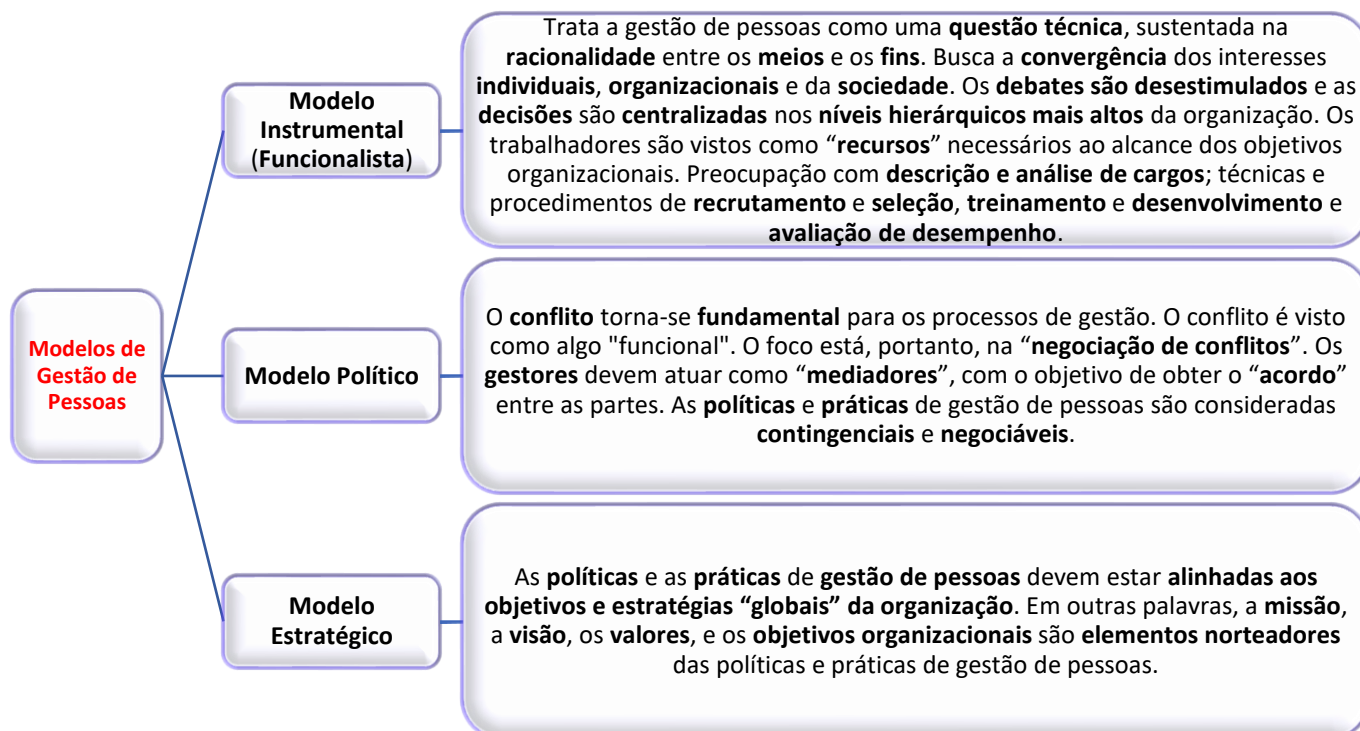 Modelos de
Gestão de
Pessoas
Modelo
Instrumental
(Funcionalista)
Trata a gestão de pessoas como uma questão técnica, sustentada na
racionalidade entre os meios e os fins. Busca a convergência dos interesses
individuais, organizacionais e da sociedade. Os debates são desestimulados e as
decisões são centralizadas nos níveis hierárquicos mais altos da organização. Os
trabalhadores são vistos como “recursos” necessários ao alcance dos objetivos
organizacionais. Preocupação com descrição e análise de cargos; técnicas e
procedimentos de recrutamento e seleção, treinamento e desenvolvimento e
avaliação de desempenho.
Modelo Político
O conflito torna-se fundamental para os processos de gestão. O conflito é visto
como algo "funcional". O foco está, portanto, na “negociação de conflitos”. Os
gestores devem atuar como “mediadores”, com o objetivo de obter o “acordo”
entre as partes. As políticas e práticas de gestão de pessoas são consideradas
contingenciais e negociáveis.
Modelo
Estratégico
As políticas e as práticas de gestão de pessoas devem estar alinhadas aos
objetivos e estratégias “globais” da organização. Em outras palavras, a missão,
a visão, os valores, e os objetivos organizacionais são elementos norteadores
das políticas e práticas de gestão de pessoas.